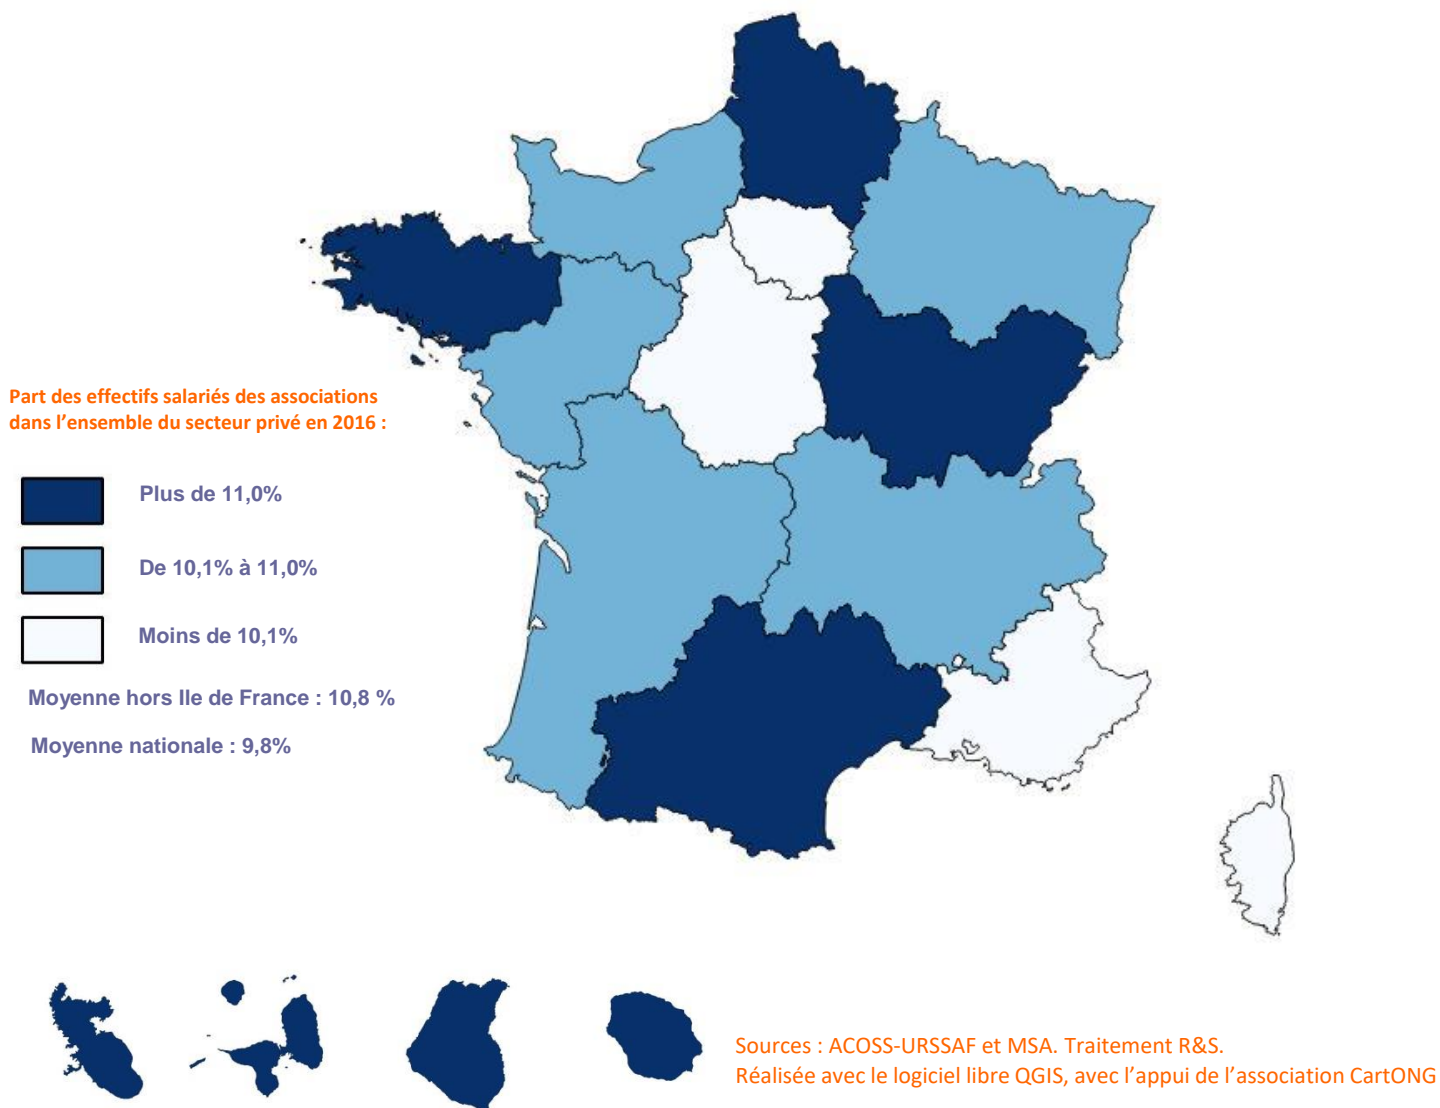 Part des effectifs salariés des associations
dans l’ensemble du secteur privé en 2016 :
Plus de 11,0%
De 10,1% à 11,0%
Moins de 10,1%
Moyenne hors Ile de France : 10,8 %
Moyenne nationale : 9,8%
Sources : ACOSS-URSSAF et MSA. Traitement R&S.
Réalisée avec le logiciel libre QGIS, avec l’appui de l’association CartONG